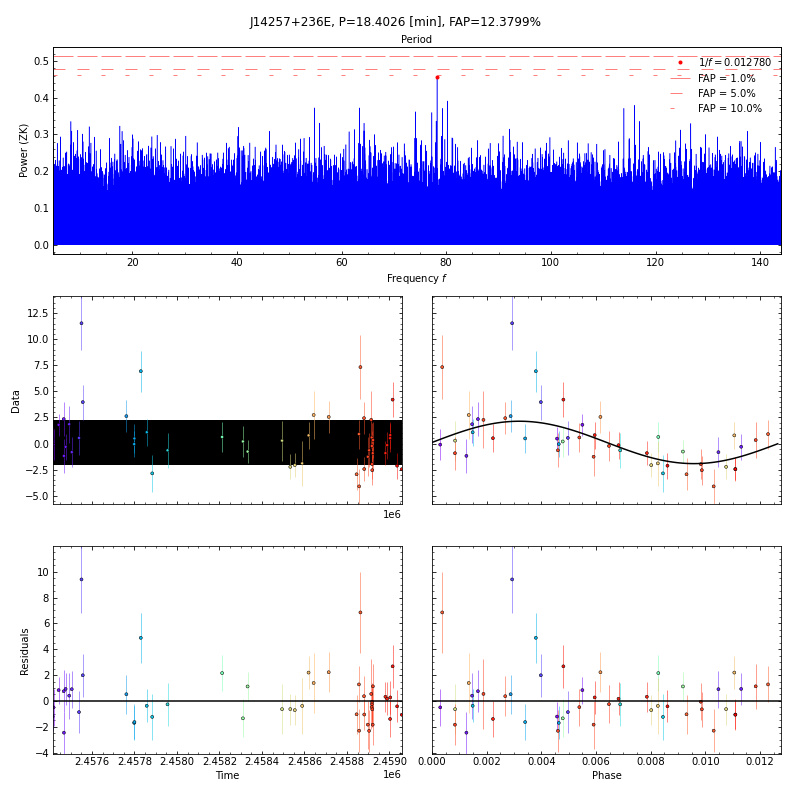 J14257+236E, P=18.4026 [min], FAP=12.3799%
Period
Power (ZK)
0.5
0.4
0.3
0.2
0.1
0.0
1/f = 0.012780
FAP = 1.0%
FAP = 5.0%
FAP = 10.0%
20 40 60 80 100 120 140
Frequency f
Data
12.5
10.0
7.5
5.0
2.5
0.0
−2.5
−5.0
1e6
Residuals
10
8
6
4
2
0
−2
−4
2.4576 2.4578 2.4580 2.4582 2.4584 2.4586 2.4588 2.4590
1e6
Time
0.000 0.002 0.004 0.006 0.008 0.010 0.012
Phase